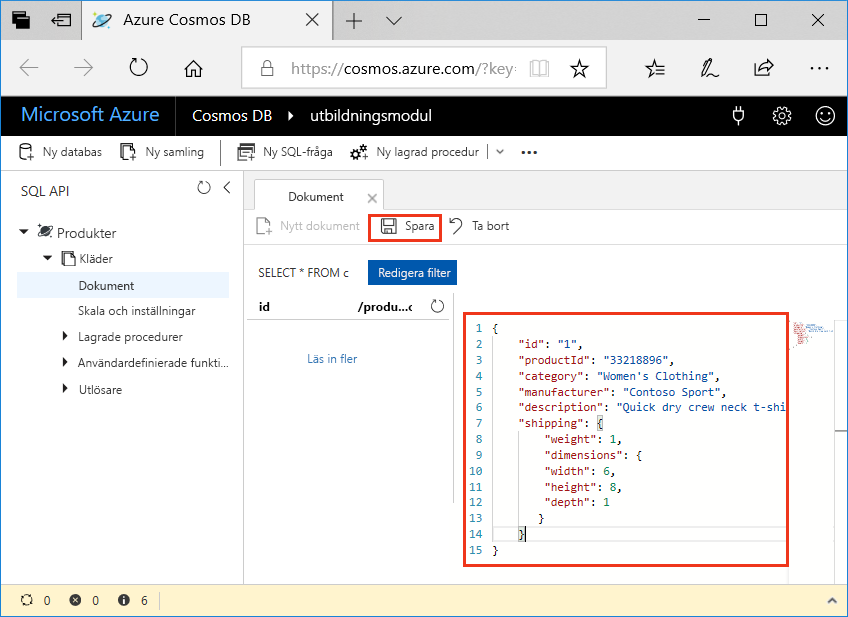 Azure Cosmos DB
https://cosmos.azure.com/?key=
Microsoft Azure Cosmos DB utbildningsmodul
Ny databas Ny samling Ny SQL-fråga Ny lagrad procedur
SQL API
Produkter
Kläder
Dokument
Skala och inställningar
Lagrade procedurer
Användardefinierade funkti...
Utlösare
Dokument
Nytt dokument Spara Ta bort
SELECT * FROM c Redigera filter
id /produ...c
Läs in fler
1 {
2 "id": "1",
3 "productId": "33218896",
4 "category": "Women's Clothing",
5 "manufacturer": "Contoso Sport",
6 "description": "Quick dry crew neck t-shi
7 "shipping": {
8 "weight": 1,
9 "dimensions": {
10 "width": 6,
11 "height": 8,
12 "depth": 1
13 }
14 }
15 }
0 0 6